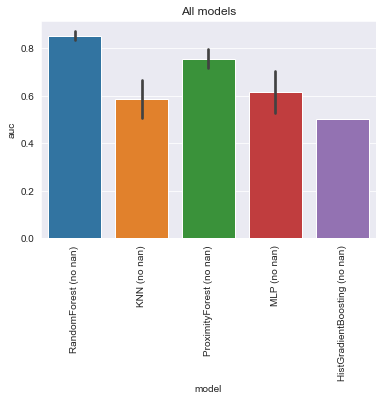 All models
auc
0.8
0.6
0.4
0.2
0.0
RandomForest (no nan)
KNN (no nan)
ProximityForest (no nan)
MLP (no nan)
HistGradientBoosting (no nan)
model